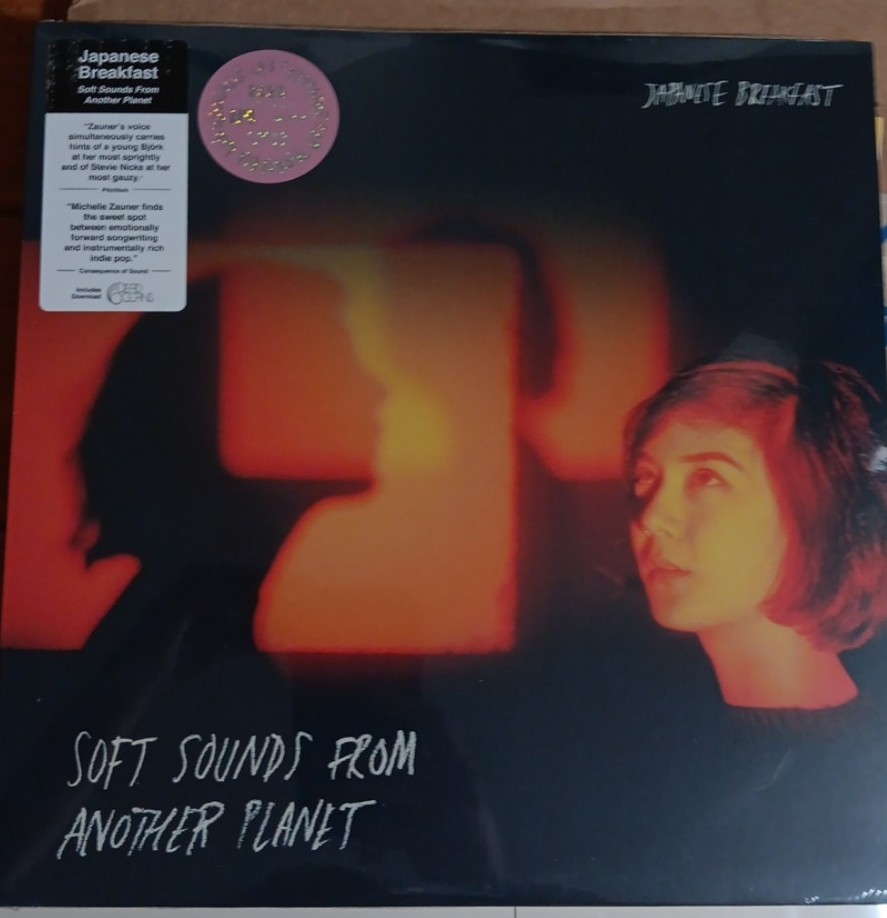 Japanese
Breakfast
Soft Sounds From
Another Planet
"Zauner's voice
simultaneously carries
hints of a young Björk
at her most sprightly
and of Stevie Nicks at her
most gauzy."
Pitchfork
"Michelle Zauner finds
the sweet spot
between emotionally
forward songwriting
and instrumentally rich
indie pop."
Consequence of Sound
Includes
Download
DEAD
OCEANS
JAPANESE BREAKFAST
SOFT SOUNDS FROM
ANOTHER PLANET